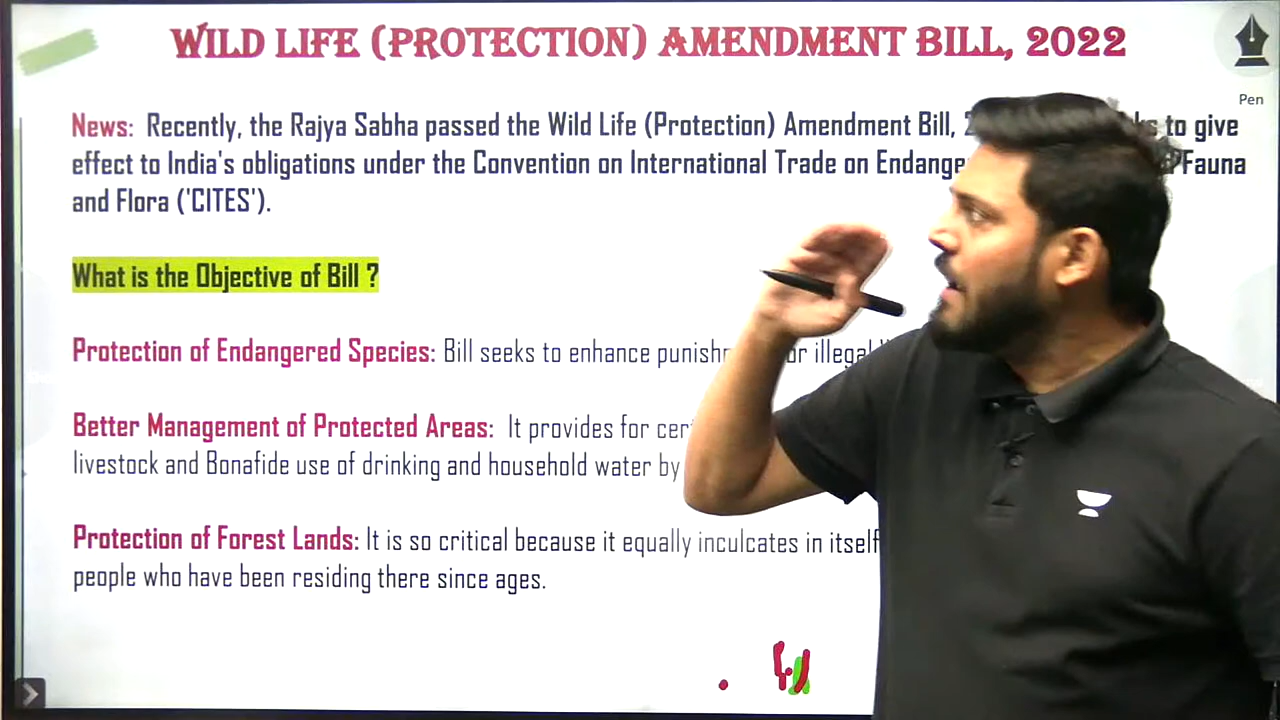 WILD LIFE (PROTECTION) AMENDMENT BILL, 2022
Pen
News: Recently, the Rajya Sabha passed the Wild Life (Protection) Amendment Bill, to give
effect to India's obligations under the Convention on International Trade on Fauna
and Flora ('CITES').
What is the Objective of Bill ?
Protection of Endangered Species: Bill seeks to enhance illegal
Better Management of Protected Areas: It provides for
livestock and Bonafide use of drinking and household water by
Protection of Forest Lands: It is so critical because it equally inculcates in itself
people who have been residing there since ages.